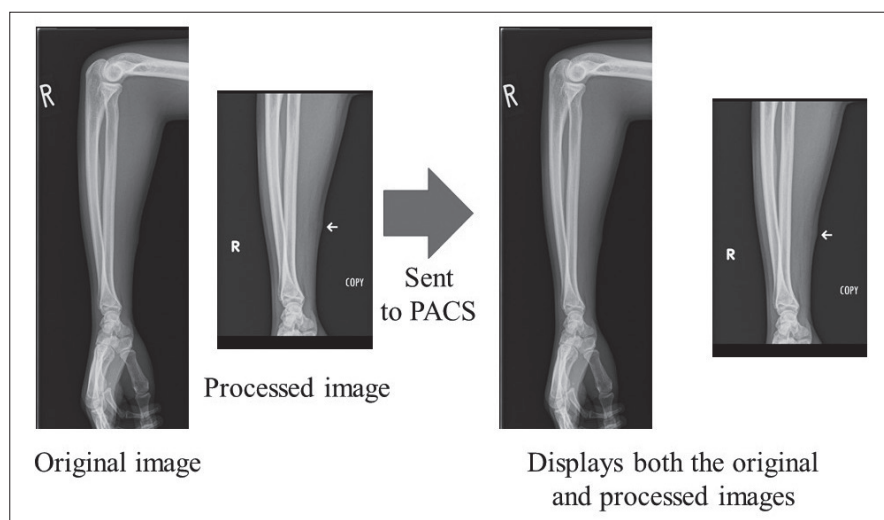 R
R
←
COPY
Processed image
Original image
Sent
to PACS
R
R
←
COPY
Displays both the original
and processed images